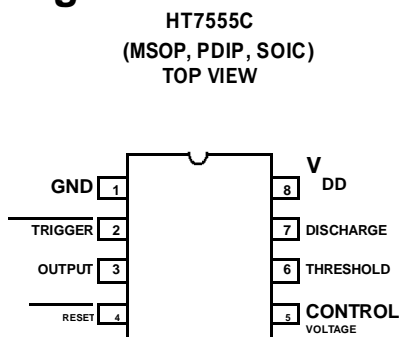 HT7555C
(MSOP, PDIP, SOIC)
TOP VIEW
GND 1
TRIGGER 2
OUTPUT 3
RESET 4
8 VDD
7 DISCHARGE
6 THRESHOLD
5 CONTROL
VOLTAGE